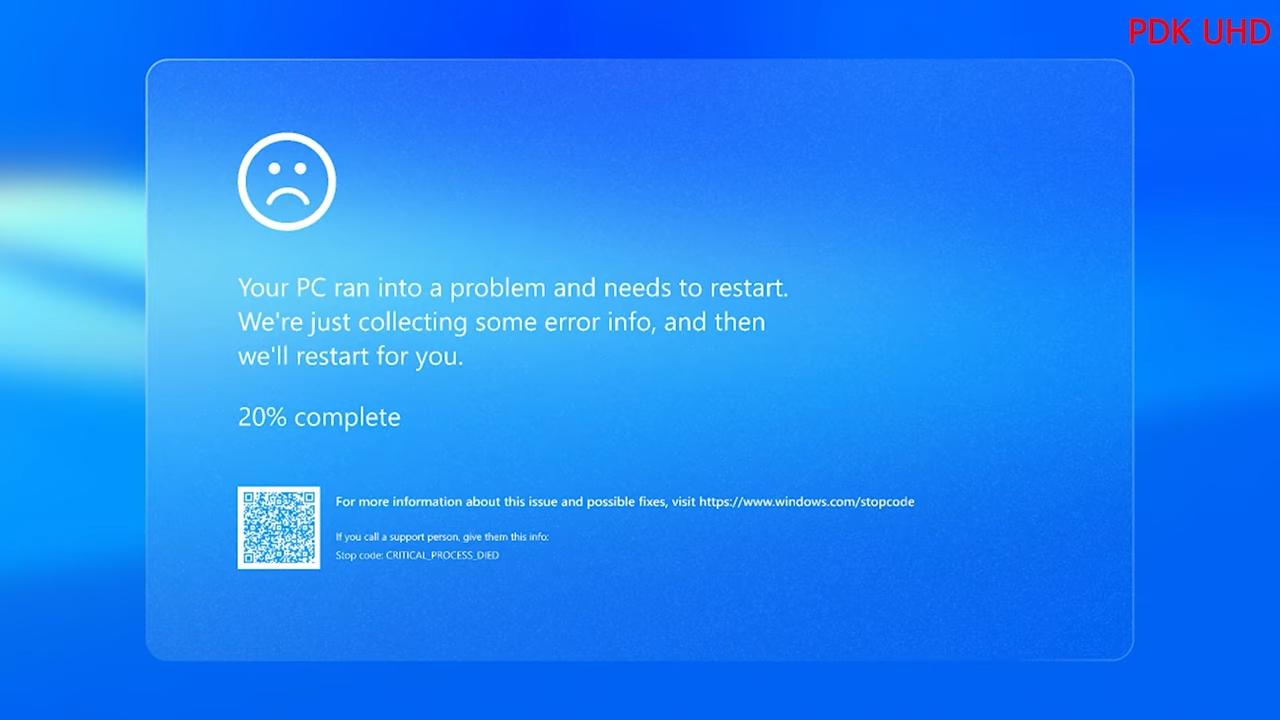 PDK UHD
Your PC ran into a problem and needs to restart.
We're just collecting some error info, and then
we'll restart for you.
20% complete
For more information about this issue and possible fixes, visit https://www.windows.com/stopcode
If you call a support person, give them this info:
Stop code: CRITICAL_PROCESS_DIED